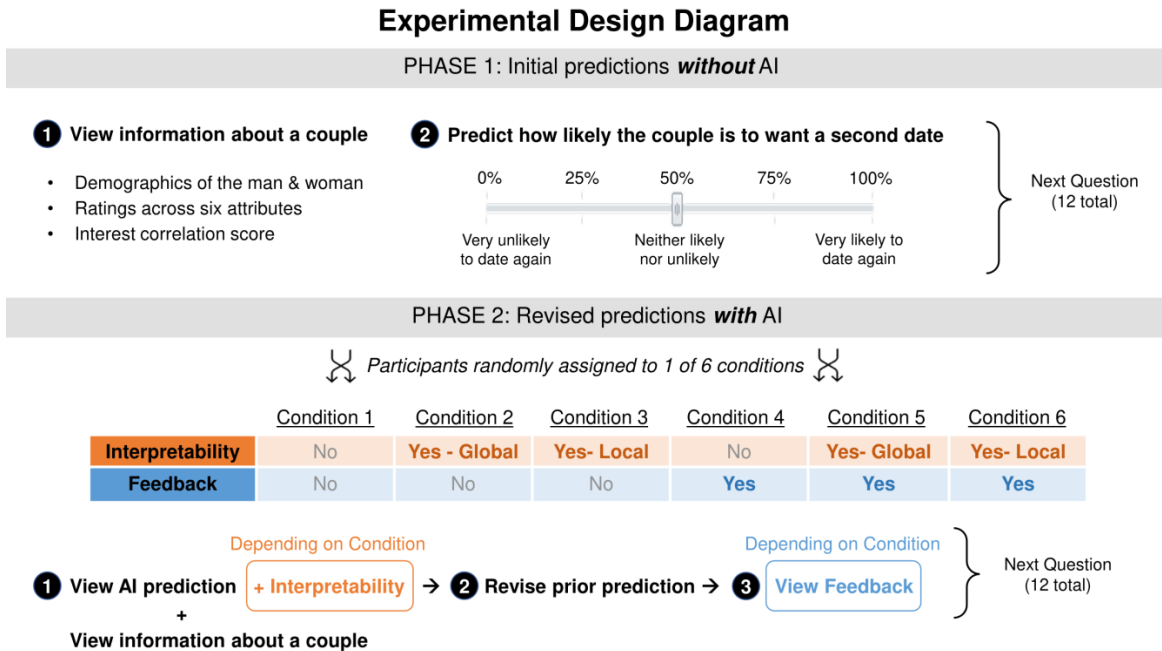 Experimental Design Diagram
PHASE 1: Initial predictions without AI
1 View information about a couple
• Demographics of the man & woman
• Ratings across six attributes
• Interest correlation score
2 Predict how likely the couple is to want a second date
0% 25% 50% 75% 100%
Very unlikely to date again
Neither likely nor unlikely
Very likely to date again
Next Question
(12 total)
PHASE 2: Revised predictions with AI
Participants randomly assigned to 1 of 6 conditions
Condition 1 Condition 2 Condition 3 Condition 4 Condition 5 Condition 6
Interpretability No Yes - Global Yes- Local No Yes- Global Yes- Local
Feedback No No No Yes Yes Yes
Depending on Condition
Depending on Condition
1 View AI prediction + Interpretability → 2 Revise prior prediction → 3 View Feedback
+
View information about a couple
Next Question
(12 total)